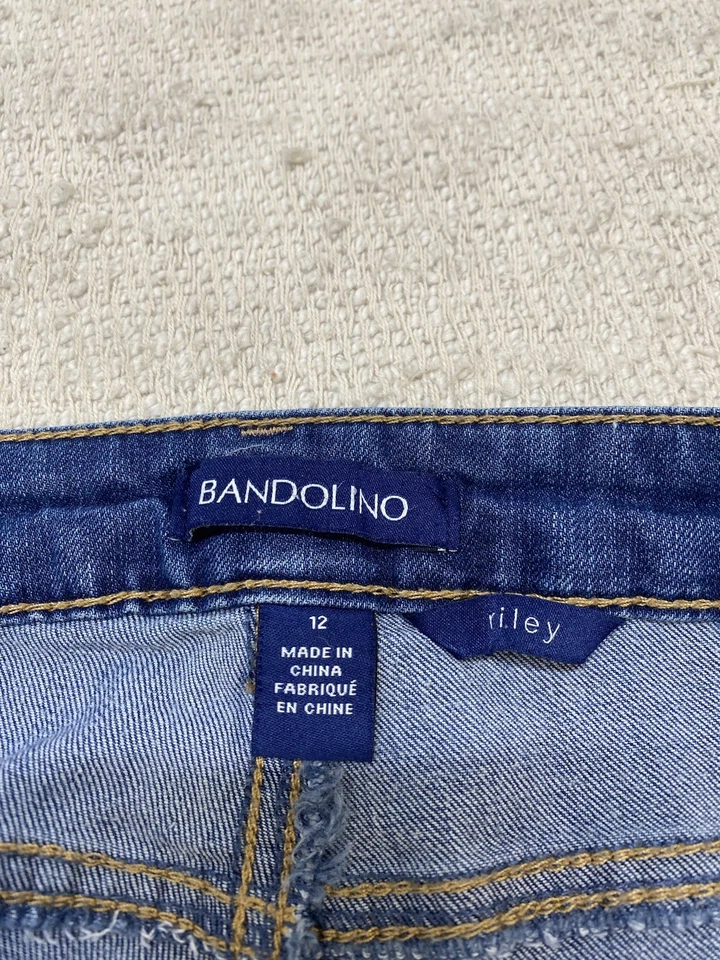 BANDOLINO
12
riley
MADE IN
CHINA
FABRIQUÉ
EN CHINE